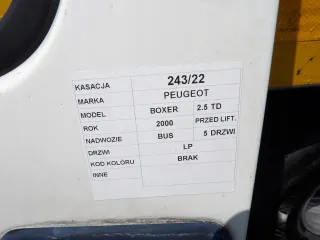 KASACJA 243/22
MARKA PEUGEOT
MODEL BOXER 2.5 TD
ROK 2000 PRZED LIFT.
NADWOZIE BUS 5 DRZWI
DRZWI LP
KOD KOLORU BRAK
INNE